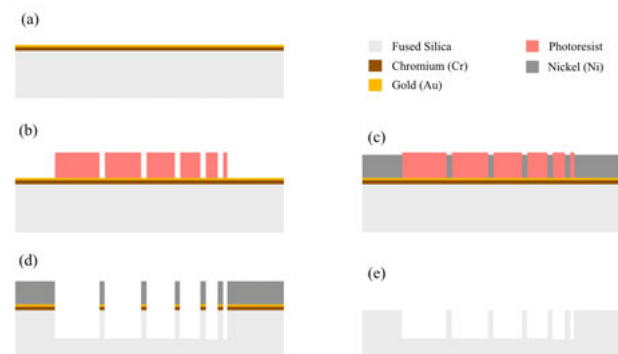 (a)
Fused Silica
Photoresist
Chromium (Cr)
Nickel (Ni)
Gold (Au)
(b)
(c)
(d)
(e)